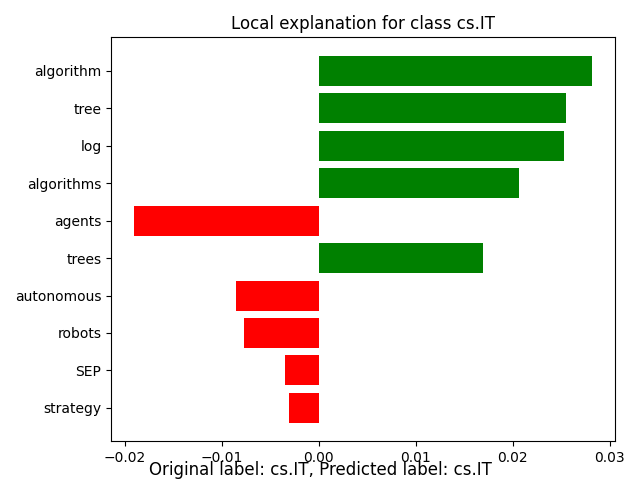 Local explanation for class cs.IT
algorithm
tree
log
algorithms
agents
trees
autonomous
robots
SEP
strategy
−0.02 −0.01 0.00 0.01 0.02 0.03
Original label: cs.IT, Predicted label: cs.IT